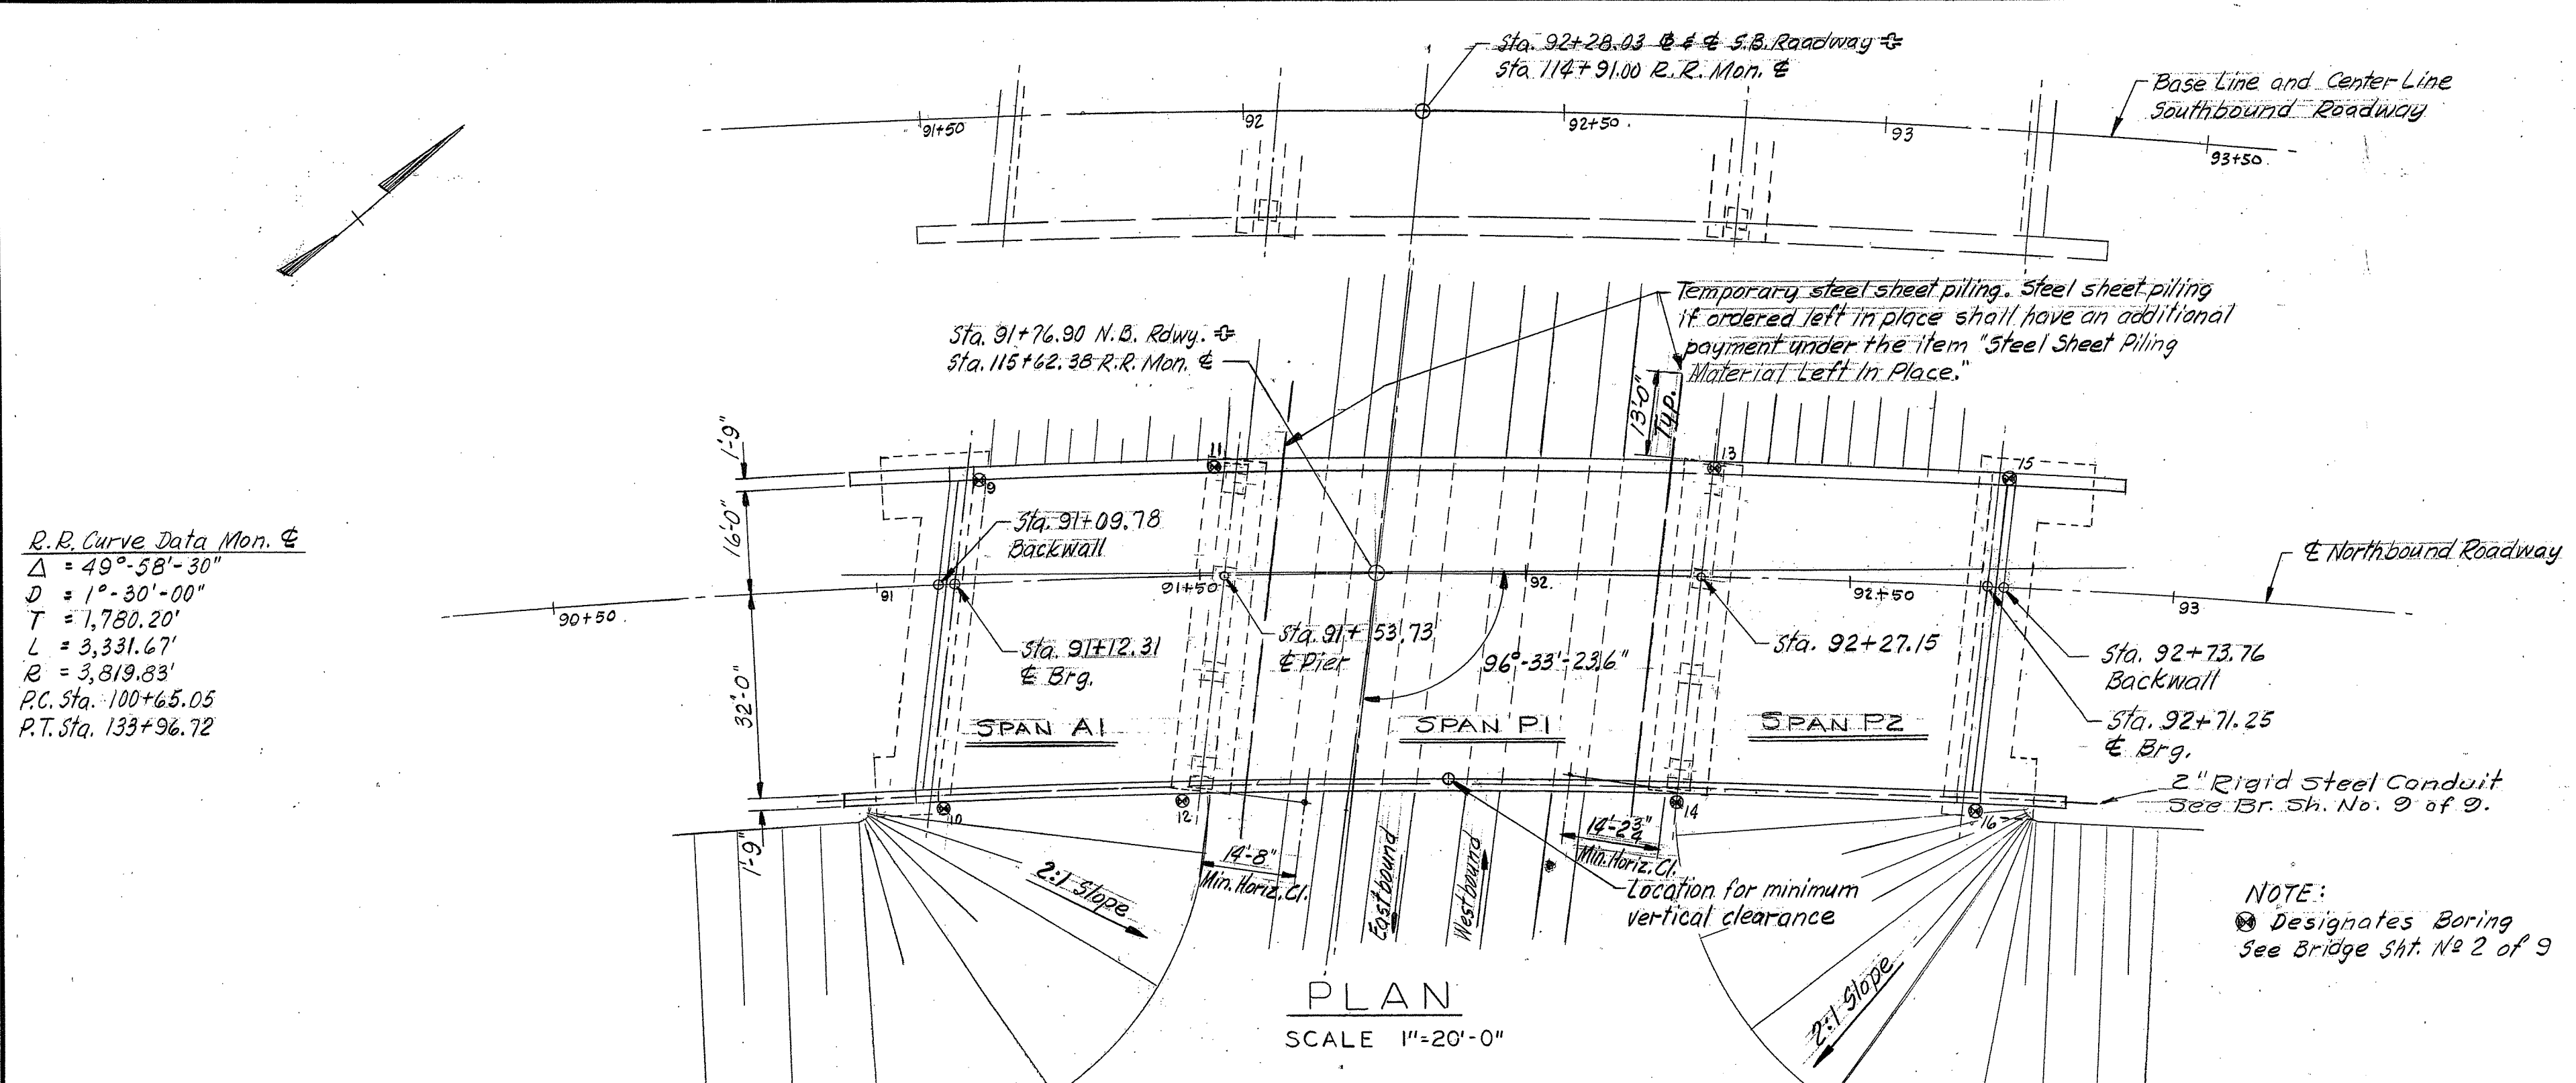 Sta. 92+28.03 ℄ & ℄ S.B. Roadway =
Sta 114+91.00 R.R. Mon. ℄
Base Line and Center Line
Southbound Roadway
91+50
92
92+50.
93
93+50.
Temporary steel sheet piling. Steel sheet piling
if ordered left in place shall have an additional
payment under the item "Steel Sheet Piling
Material Left In Place."
Sta. 91+76.90 N.B. Rdwy. =
Sta. 115+62.38 R.R. Mon. ℄
13'-0"
Typ.
1'-9"
16'-0"
32'-0"
1'-9"
9
11
13
15
R.R. Curve Data Mon. ℄
Δ = 49°-58'-30"
D = 1°-30'-00"
T = 1,780.20'
L = 3,331.67'
R = 3,819.83'
P.C. Sta. 100+65.05
P.T. Sta. 133+96.72
Sta. 91+09.78
Backwall
℄ Northbound Roadway
90+50.
91
91+50
92
92+50
93
Sta. 91+12.31
℄ Brg.
Sta. 91+53.73
℄ Pier
96°-33'-23.6"
Sta. 92+27.15
Sta. 92+73.76
Backwall
Sta. 92+71.25
℄ Brg.
SPAN A1
SPAN P1
SPAN P2
2" Rigid Steel Conduit
See Br. Sh. No. 9 of 9.
10
12
14
16
14'-8"
Min. Horiz. Cl.
14'-2¾"
Min. Horiz. Cl.
2:1 Slope
Eastbound
Westbound
Location for minimum
vertical clearance
2:1 Slope
NOTE:
Designates Boring
See Bridge Sht. Nº 2 of 9
PLAN
SCALE 1"=20'-0"